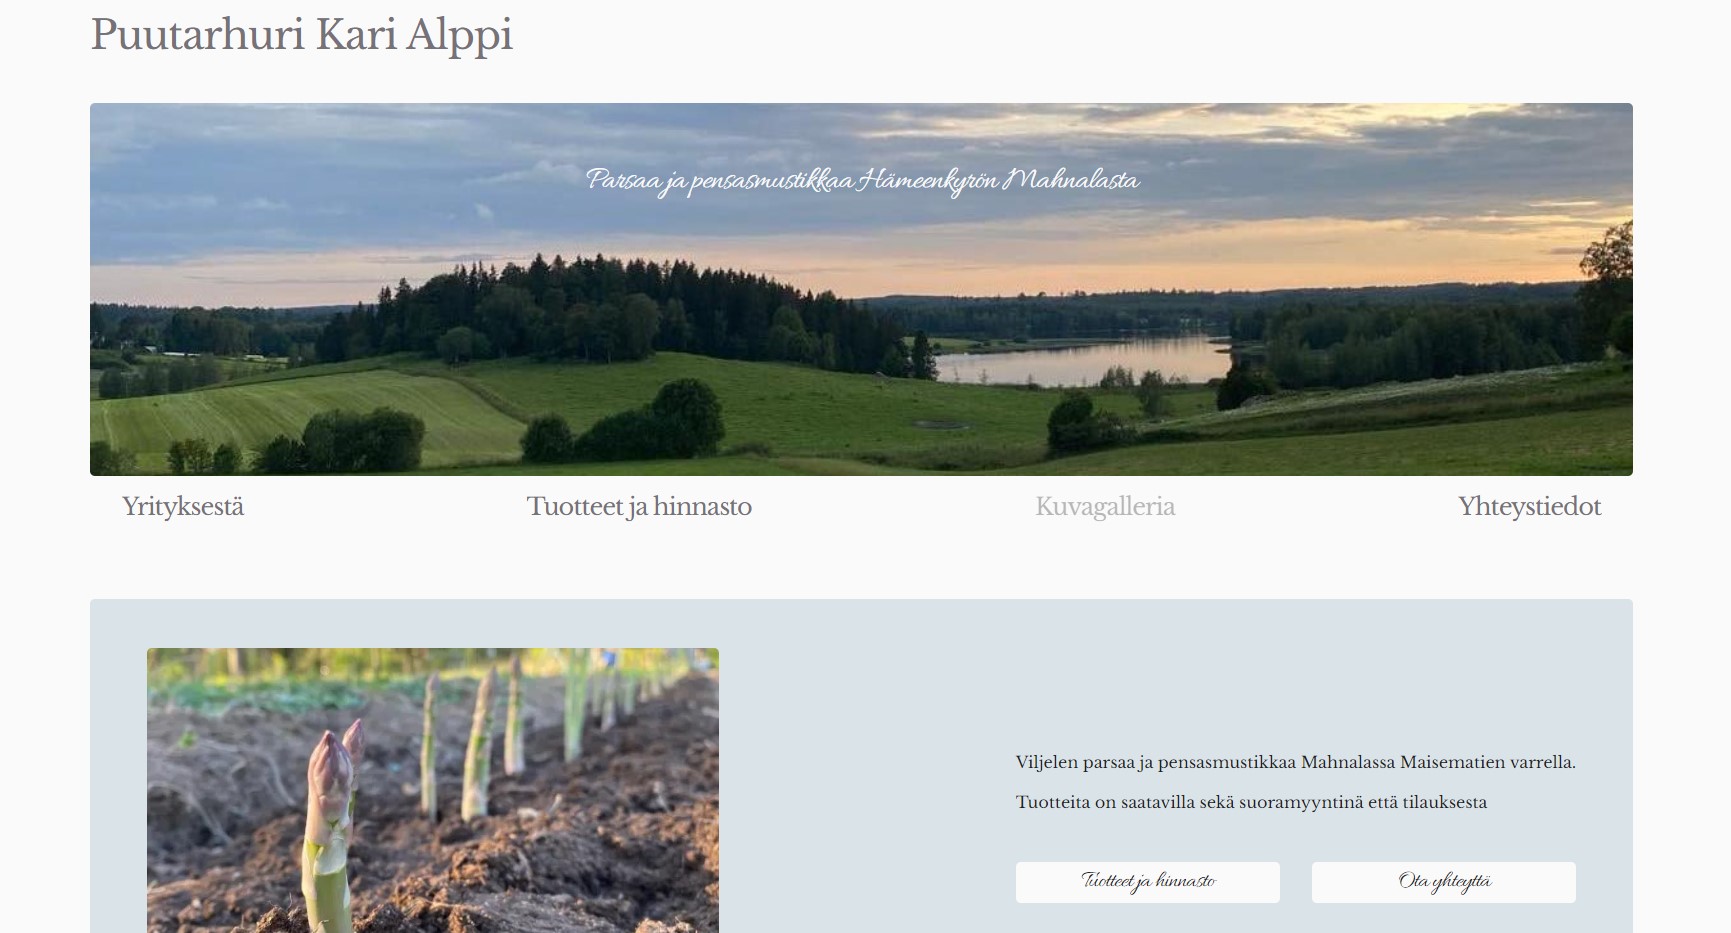 Puutarhuri Kari Alppi
Parsaa ja pensasmustikkaa Hämeenkyrön Mahnalasta
Yrityksestä
Tuotteet ja hinnasto
Kuvagalleria
Yhteystiedot
Viljelen parsaa ja pensasmustikkaa Mahnalassa Maisematien varrella.
Tuotteita on saatavilla sekä suoramyyntinä että tilauksesta
Tuotteet ja hinnasto
Ota yhteyttä